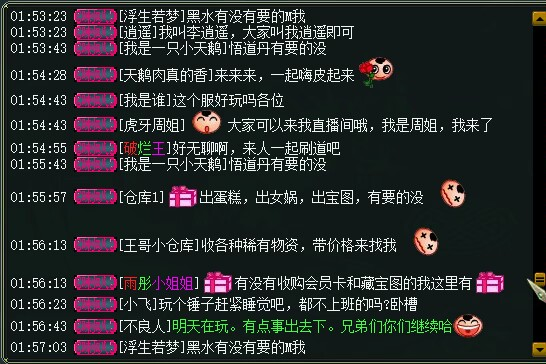 01:53:23 [浮生若梦]黑水有没有要的M我
01:53:23 [逍遥]我叫李逍遥，大家叫我逍遥即可
01:53:43 [我是一只小天鹅]悟道丹有要的没
01:54:28 [天鹅肉真的香]来来来，一起嗨皮起来
01:54:43 [我是谁]这个服好玩吗各位
01:54:43 [虎牙周姐] 大家可以来我直播间哦，我是周姐，我来了
01:54:55 [破烂王]好无聊啊，来人一起刷道吧
01:55:43 [我是一只小天鹅]悟道丹有要的没
01:55:57 [仓库1] 出蛋糕，出女娲，出宝图，有要的没
01:56:13 [王哥小仓库]收各种稀有物资，带价格来找我
01:56:13 [雨彤小姐姐] 有没有收购会员卡和藏宝图的我这里有
01:56:23 [小飞]玩个锤子赶紧睡觉吧，都不上班的吗?卧槽
01:56:43 [不良人]明天在玩。有点事出去下。兄弟们你们继续哈
01:57:03 [浮生若梦]黑水有没有要的M我